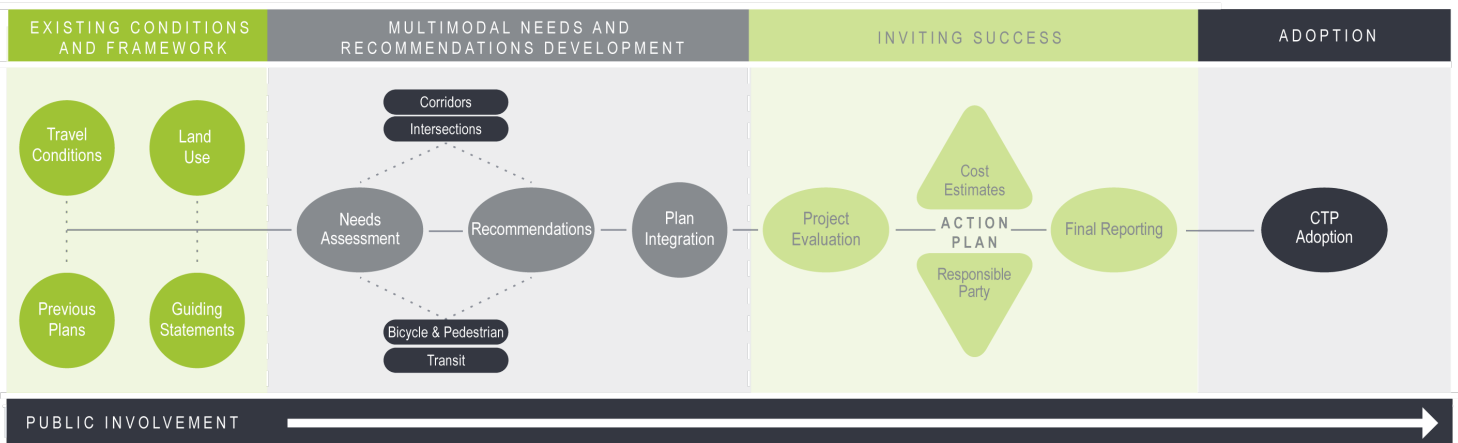 EXISTING CONDITIONS
AND FRAMEWORK
MULTIMODAL NEEDS AND
RECOMMENDATIONS DEVELOPMENT
INVITING SUCCESS
ADOPTION
Travel
Conditions
Land
Use
Previous
Plans
Guiding
Statements
Corridors
Intersections
Needs
Assessment
Recommendations
Plan
Integration
Bicycle & Pedestrian
Transit
Project
Evaluation
Cost
Estimates
ACTION
PLAN
Responsible
Party
Final Reporting
CTP
Adoption
PUBLIC INVOLVEMENT